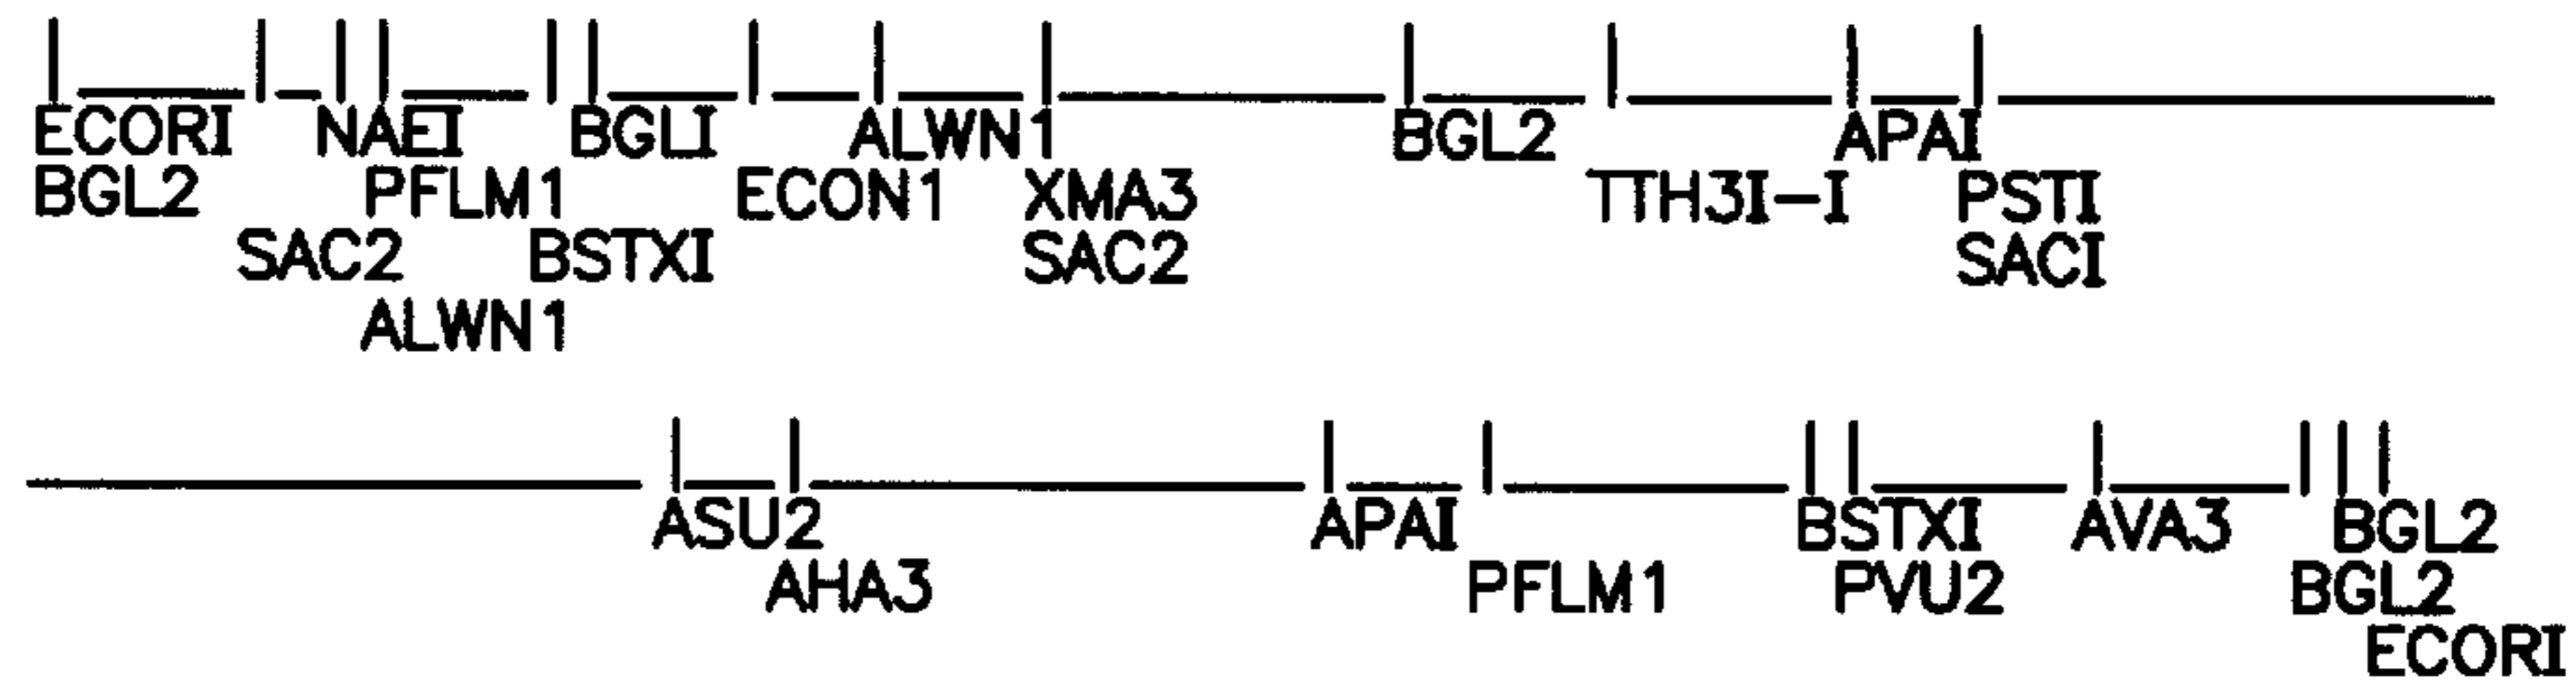 ECORI NAEI BGLI ALWN1 BGL2 APAI
BGL2 PFLM1 ECON1 XMA3 TTH3I-I PSTI
SAC2 BSTXI SAC2 SACI
ALWN1
ASU2 APAI BSTXI AVA3 BGL2
AHA3 PFLM1 PVU2 BGL2
ECORI